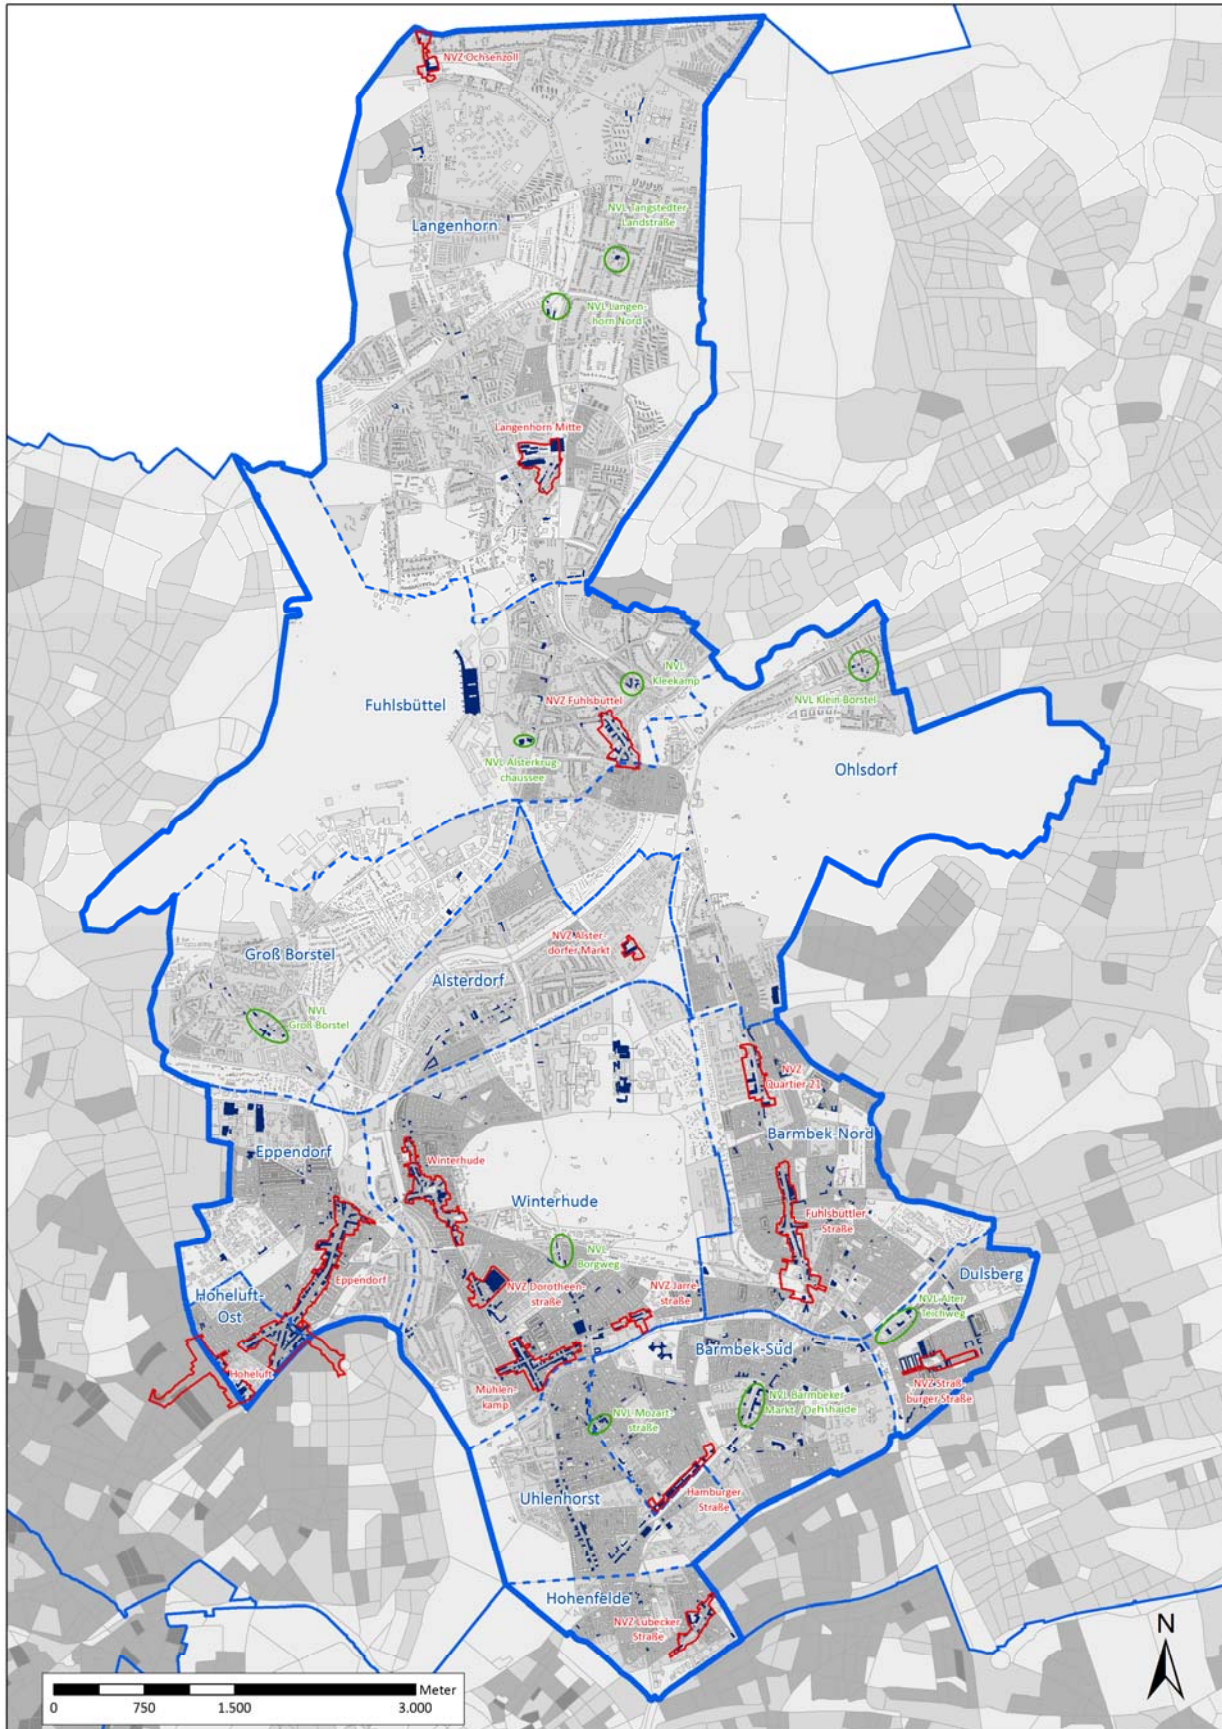 NVZ Ochsenzoll
NVL Tangstedter
Landstraße
Langenhorn
NVL Langen-
horn Nord
Langenhorn Mitte
NVL
Kleekamp
NVL Klein Borstel
NVZ Fuhlsbüttel
Fuhlsbüttel
NVL Alsterkrug
chaussee
Ohlsdorf
NVZ Alster-
dorfer Markt
Groß Borstel
Alsterdorf
NVL
Groß Borstel
NVZ
Quartier 21
Barmbek-Nord
Eppendorf
Winterhude
Winterhude
Fuhlsbüttler
Straße
NVL
Borgweg
Dulsberg
Eppendorf
NVZ Dorotheen-
straße
NVZ Jarre-
straße
Hoheluft-
Ost
NVL Alter
Teichweg
Barmbek-Süd
Hoheluft
NVZ Straß
burger Straße
Mühlen-
kamp
NVL Barmbeker
Markt / Dehnhaide
NVL Mozart-
straße
Uhlenhorst
Hamburger
Straße
Hohenfelde
NVZ Lübecker
Straße
N
Meter
0 750 1.500 3.000